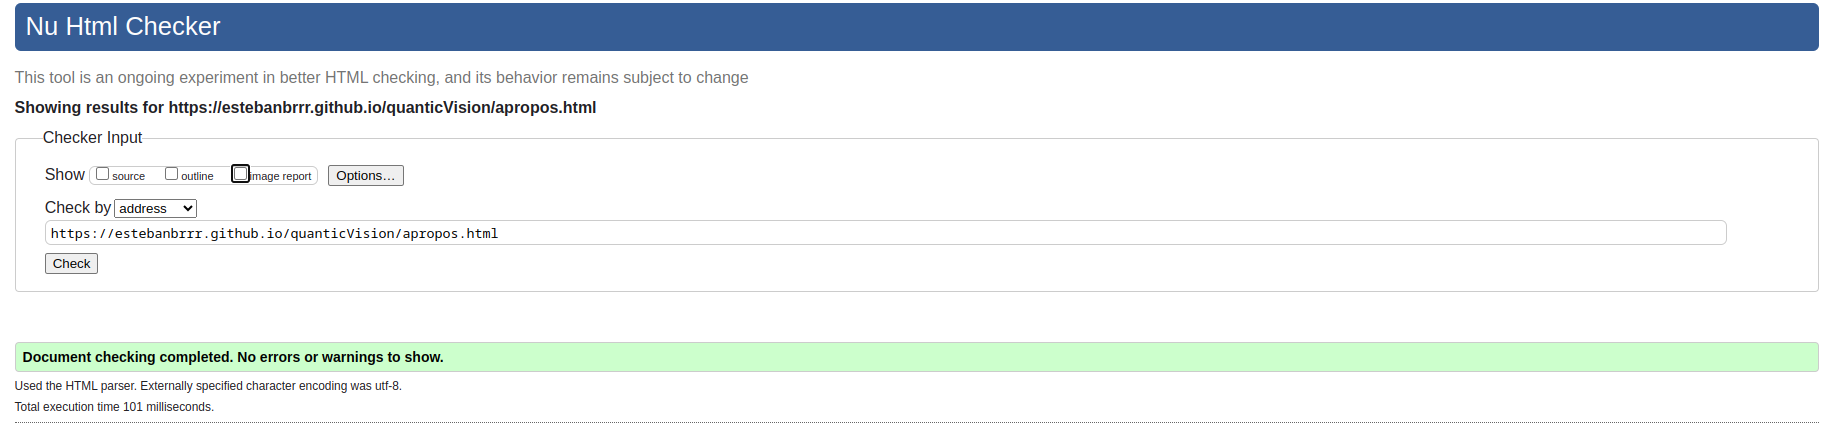 Nu Html Checker
This tool is an ongoing experiment in better HTML checking, and its behavior remains subject to change
Showing results for https://estebanbrrr.github.io/quanticVision/apropos.html
Checker Input
Show source outline image report Options...
Check by address
https://estebanbrrr.github.io/quanticVision/apropos.html
Check
Document checking completed. No errors or warnings to show.
Used the HTML parser. Externally specified character encoding was utf-8.
Total execution time 101 milliseconds.